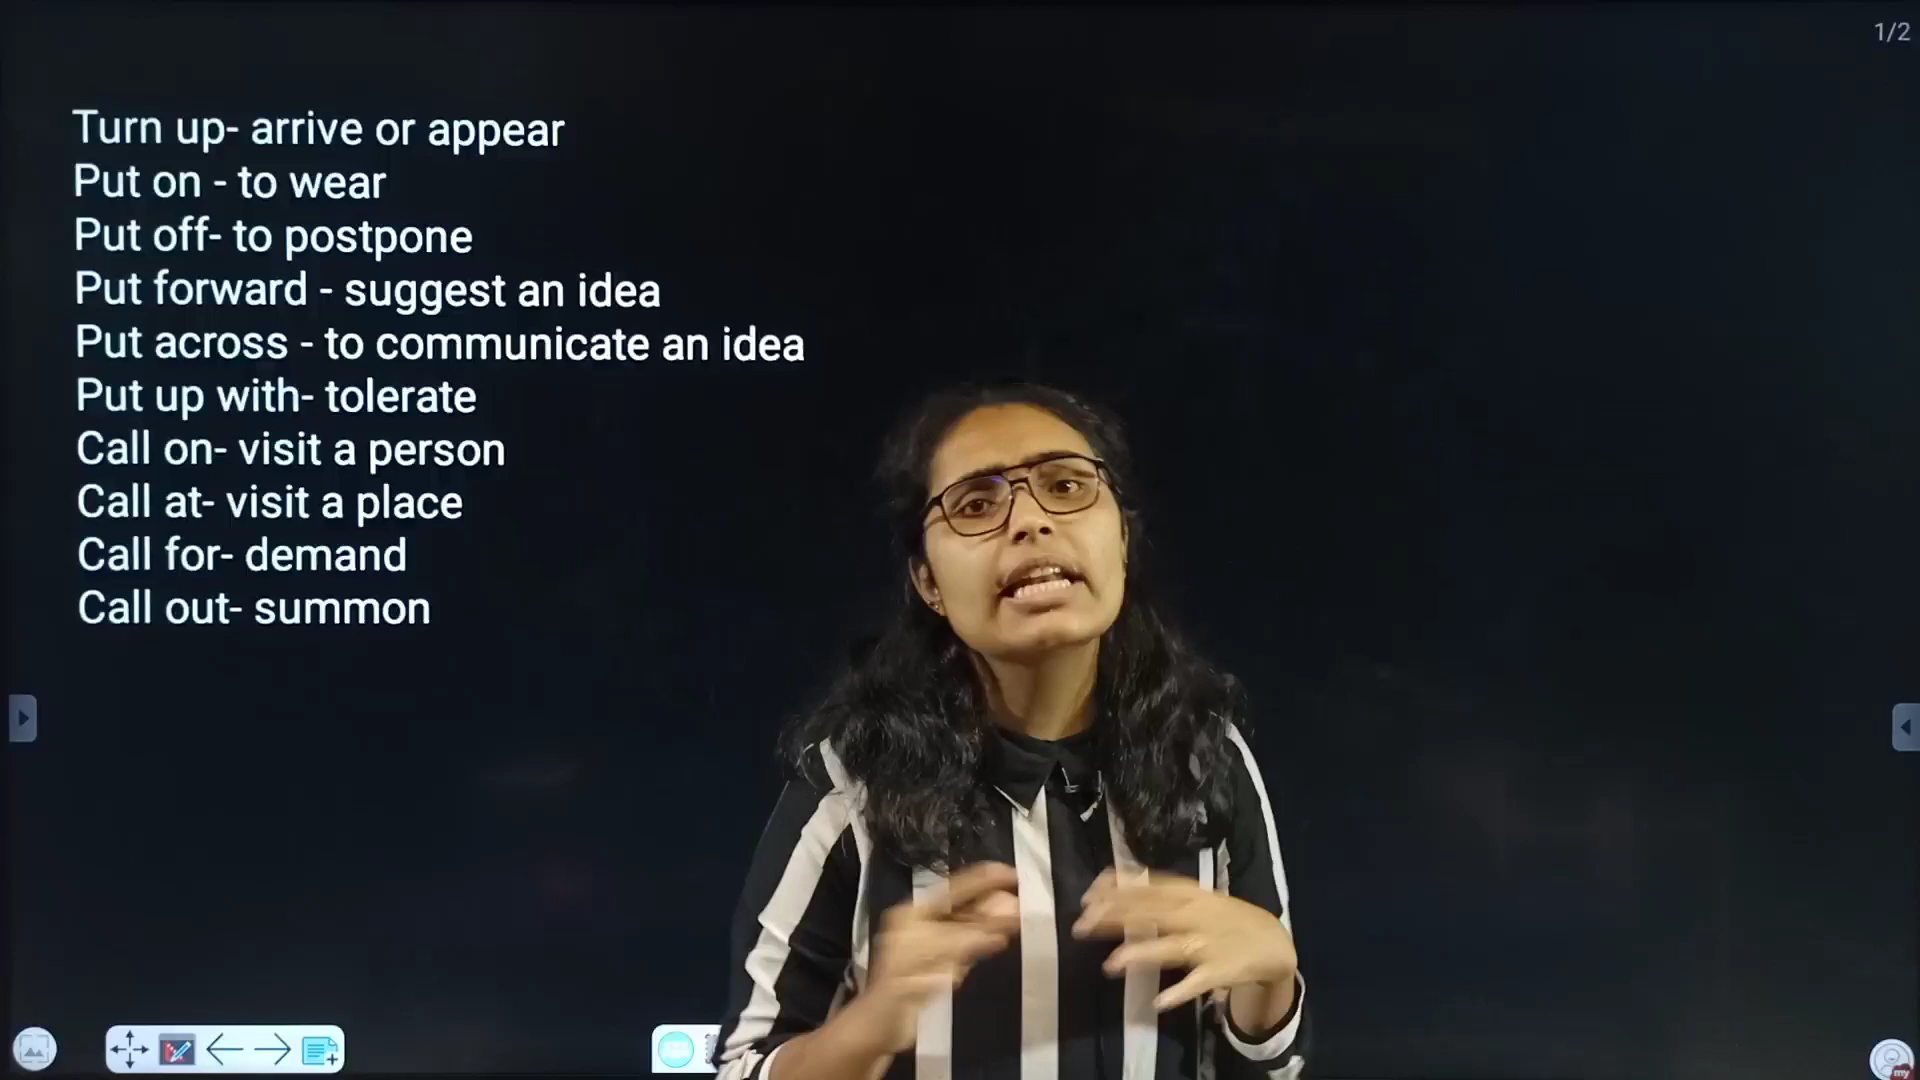 1/2
Turn up- arrive or appear
Put on - to wear
Put off- to postpone
Put forward - suggest an idea
Put across - to communicate an idea
Put up with- tolerate
Call on- visit a person
Call at- visit a place
Call for- demand
Call out- summon
my